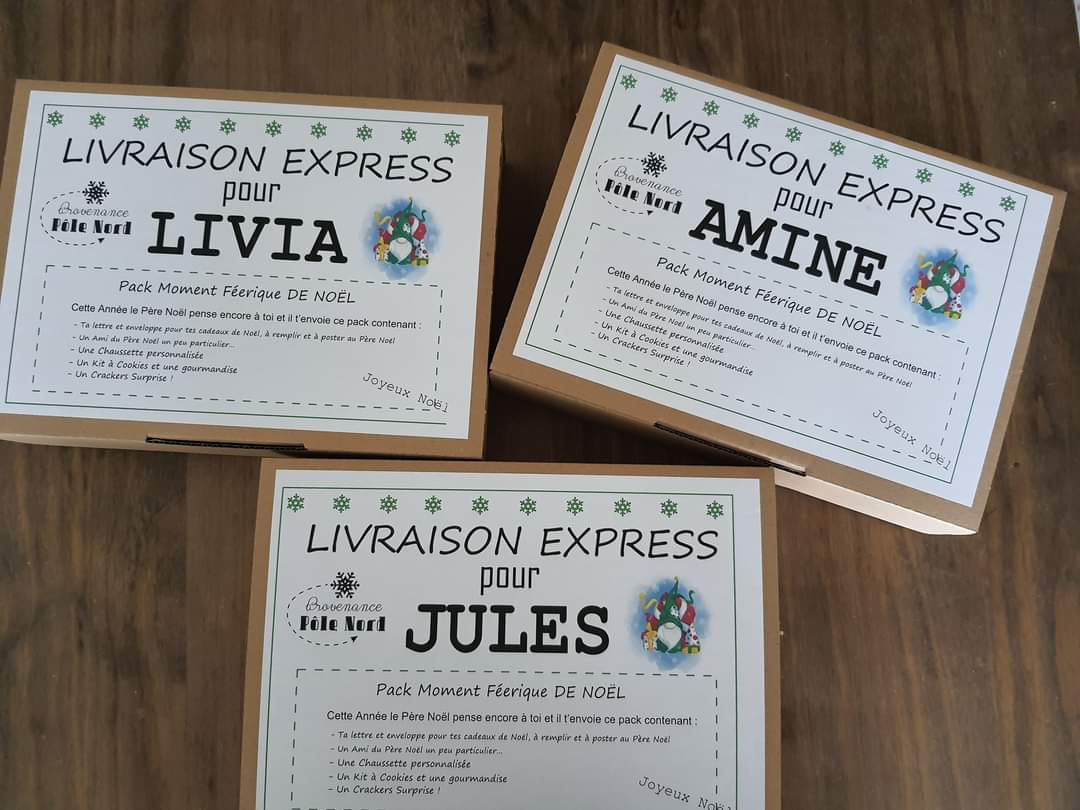 LIVRAISON EXPRESS
pour
Provenance
Pôle Nord
LIVIA
Pack Moment Féerique DE NOËL
Cette Année le Père Noël pense encore à toi et il t'envoie ce pack contenant :
- Ta lettre et enveloppe pour tes cadeaux de Noël, à remplir et à poster au Père Noël
- Un Ami du Père Noël un peu particulier...
- Une Chaussette personnalisée
- Un Kit à Cookies et une gourmandise
- Un Crackers Surprise !
Joyeux Noël
LIVRAISON EXPRESS
pour
Provenance
Pôle Nord
AMINE
Pack Moment Féerique DE NOËL
Cette Année le Père Noël pense encore à toi et il t'envoie ce pack contenant :
- Ta lettre et enveloppe pour tes cadeaux de Noël, à remplir et à poster au Père Noël
- Un Ami du Père Noël un peu particulier...
- Une Chaussette personnalisée
- Un Kit à Cookies et une gourmandise
- Un Crackers Surprise !
Joyeux Noël
LIVRAISON EXPRESS
pour
Provenance
Pôle Nord
JULES
Pack Moment Féerique DE NOËL
Cette Année le Père Noël pense encore à toi et il t'envoie ce pack contenant :
- Ta lettre et enveloppe pour tes cadeaux de Noël, à remplir et à poster au Père Noël
- Un Ami du Père Noël un peu particulier...
- Une Chaussette personnalisée
- Un Kit à Cookies et une gourmandise
- Un Crackers Surprise !
Joyeux Noël